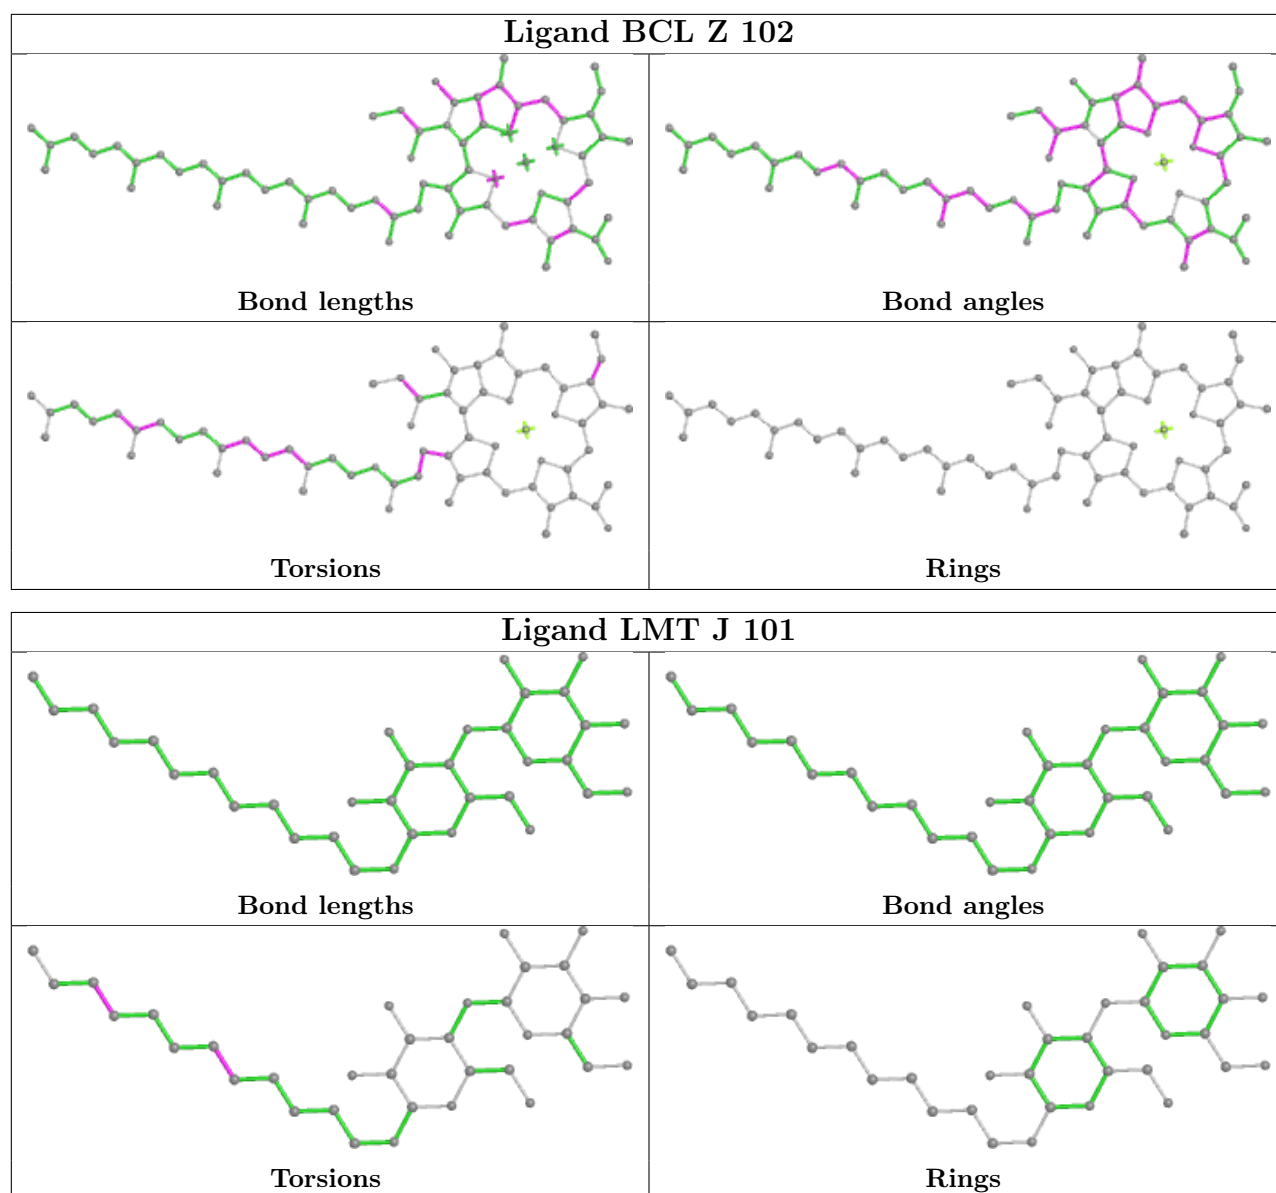 Ligand BCL Z 102
Bond lengths
Bond angles
Torsions
Rings
Ligand LMT J 101
Bond lengths
Bond angles
Torsions
Rings